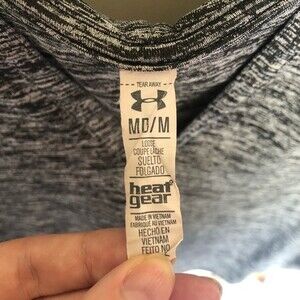 TEAR AWAY
MD/M
LOOSE
COUPE LÂCHE
SUELTO
FOLGADO
heat
gear
MADE IN VIETNAM
FABRIQUÉ AU VIETNAM
HECHO EN
VIETNAM
FEITO NO